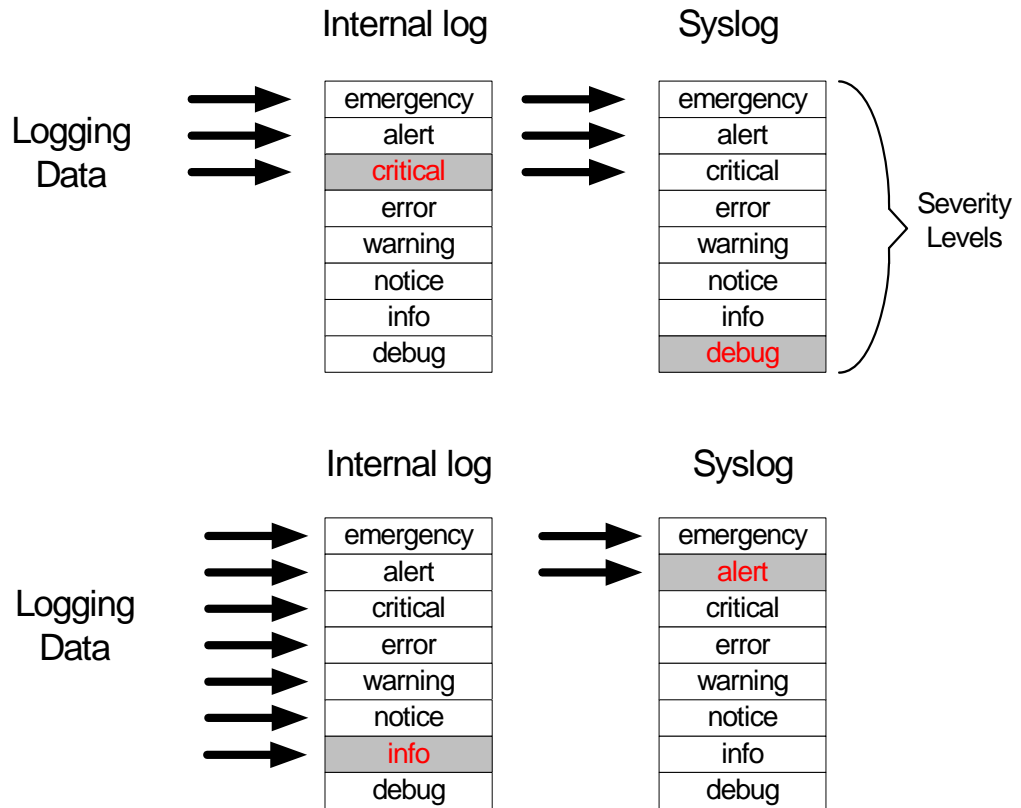 Internal log
Syslog
Logging
Data
emergency
alert
critical
error
warning
notice
info
debug
emergency
alert
critical
error
warning
notice
info
debug
Severity
Levels
Internal log
Syslog
Logging
Data
emergency
alert
critical
error
warning
notice
info
debug
emergency
alert
critical
error
warning
notice
info
debug